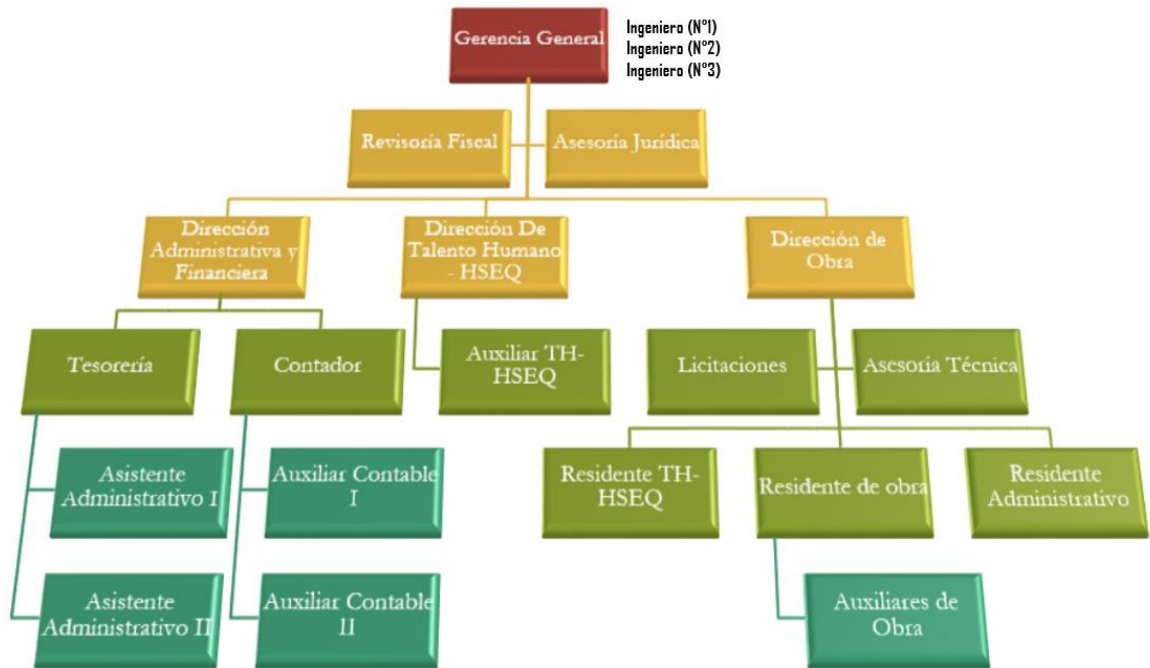 Gerencia General
Ingeniero (N°1)
Ingeniero (N°2)
Ingeniero (N°3)
Revisoría Fiscal
Asesoría Jurídica
Dirección
Administrativa y
Financiera
Dirección De
Talento Humano
- HSEQ
Dirección de
Obra
Tesorería
Contador
Auxiliar TH-
HSEQ
Licitaciones
Asesoría Técnica
Asistente
Administrativo I
Auxiliar Contable
I
Residente TH-
HSEQ
Residente de obra
Residente
Administrativo
Asistente
Administrativo II
Auxiliar Contable
II
Auxiliares de
Obra